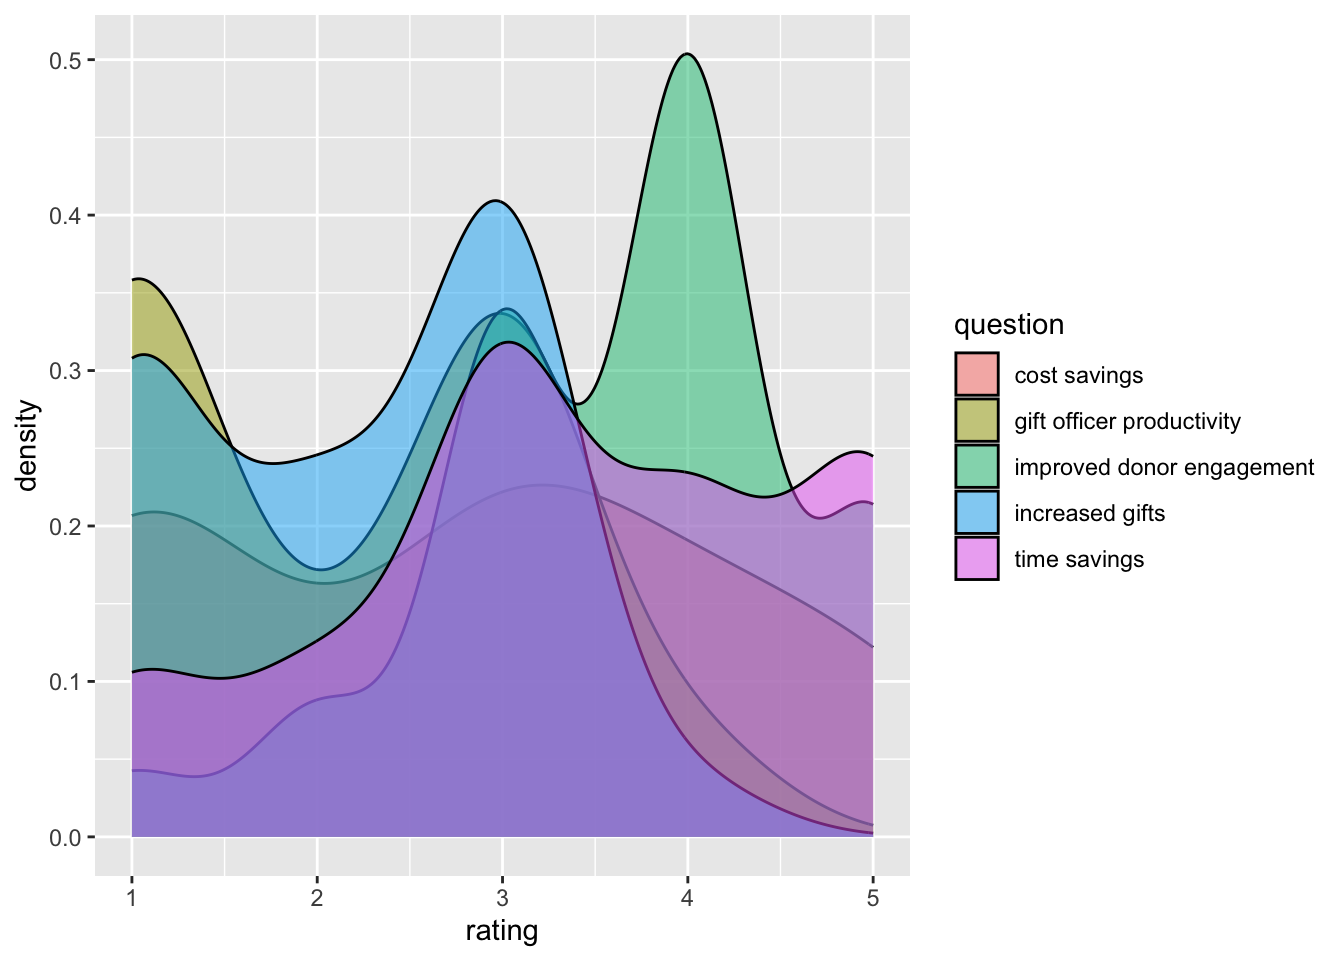 0.5
0.4
0.3
0.2
0.1
0.0
density
1 2 3 4 5
rating
question
cost savings
gift officer productivity
improved donor engagement
increased gifts
time savings